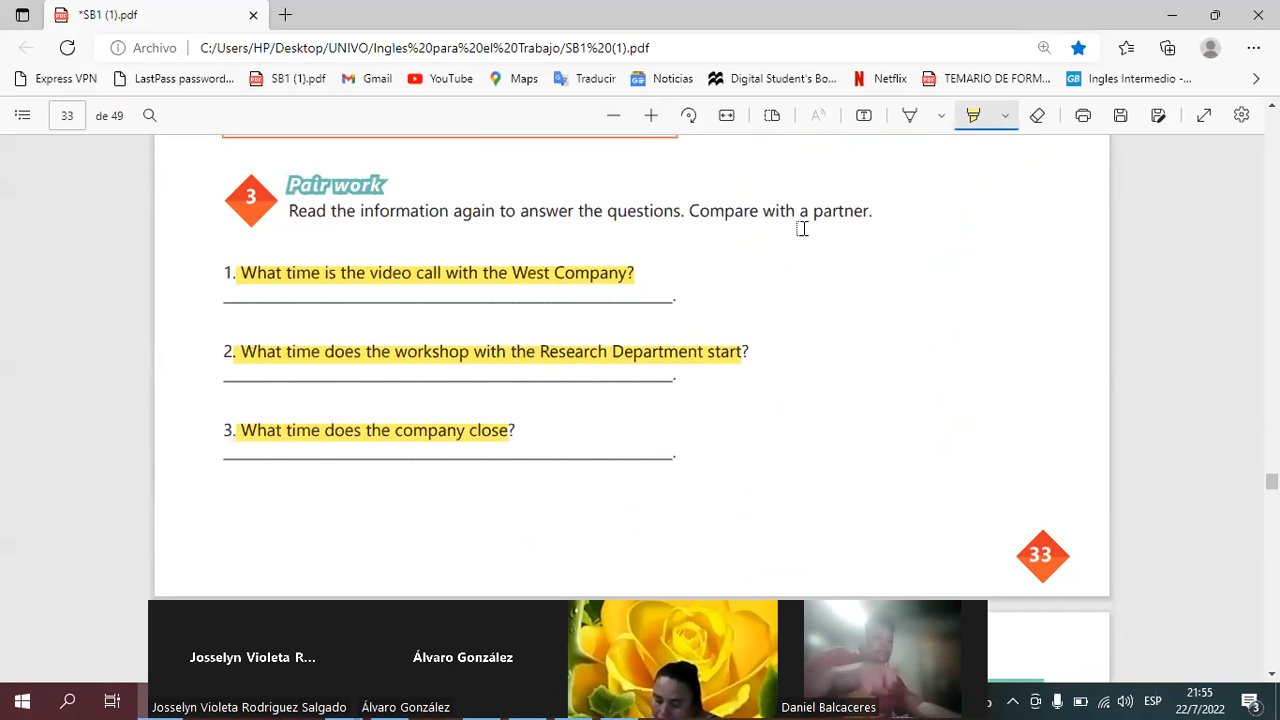 *SB1 (1).pdf
Archivo C:/Users/HP/Desktop/UNIVO/Ingles%20para%20el%20Trabajo/SB1%20(1).pdf
Express VPN LastPass password... SB1 (1).pdf Gmail YouTube Maps Traducir Noticias Digital Student's Bo... Netflix TEMARIO DE FORM... GB Ingles Intermedio -...
33 de 49
3 Pair work
Read the information again to answer the questions. Compare with a partner.
1. What time is the video call with the West Company?
.
2. What time does the workshop with the Research Department start?
.
3. What time does the company close?
.
33
Josselyn Violeta R... Álvaro González
Josselyn Violeta Rodriguez Salgado Álvaro González Daniel Balcaceres
ESP
21:55
22/7/2022
3